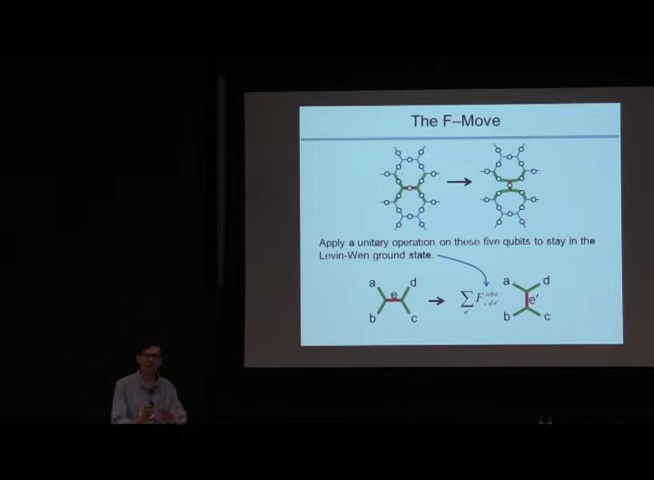 The F–Move
Apply a unitary operation on these five qubits to stay in the
Levin-Wen ground state.
a d a d
e → ∑ F e'
b c b c